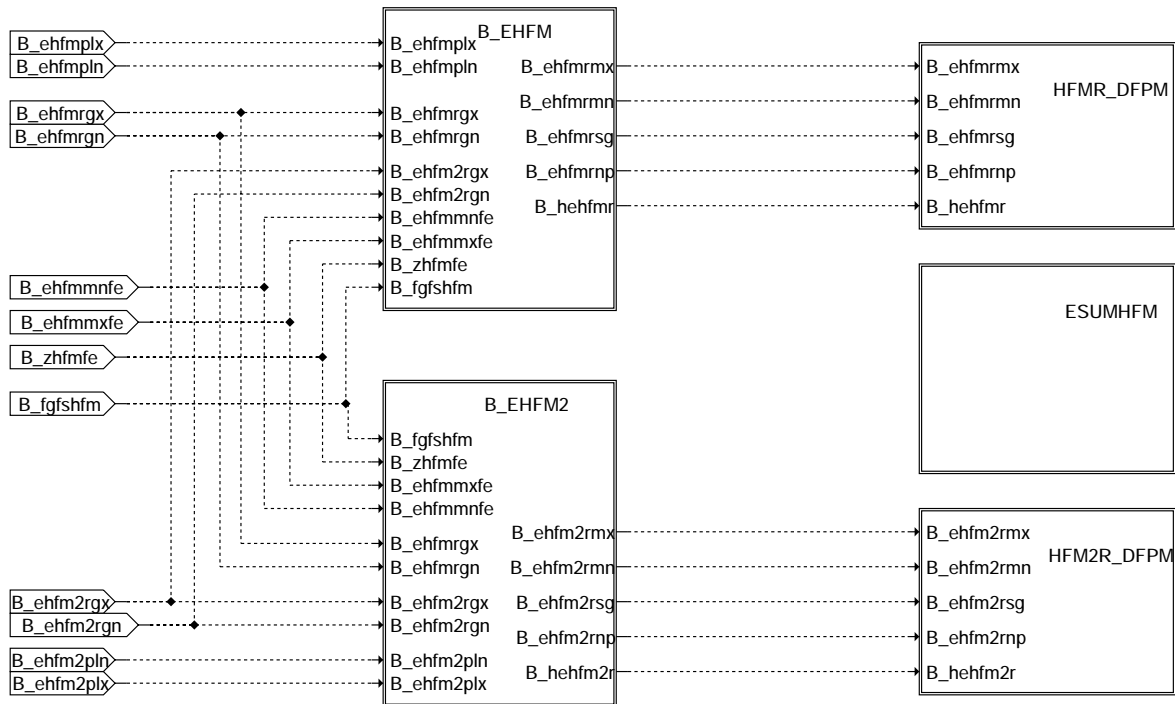 B_ehfmplx
B_ehfmpln
B_ehfmrgx
B_ehfmrgn
B_ehfmmnfe
B_ehfmmxfe
B_zhfmfe
B_fgfshfm
B_ehfm2rgx
B_ehfm2rgn
B_ehfm2pln
B_ehfm2plx
B_EHFM
B_ehfmplx
B_ehfmpln
B_ehfmrgx
B_ehfmrgn
B_ehfm2rgx
B_ehfm2rgn
B_ehfmmnfe
B_ehfmmxfe
B_zhfmfe
B_fgfshfm
B_ehfmrmx
B_ehfmrmn
B_ehfmrsg
B_ehfmrnp
B_hehfmr
B_EHFM2
B_fgfshfm
B_zhfmfe
B_ehfmmxfe
B_ehfmmnfe
B_ehfmrgx
B_ehfmrgn
B_ehfm2rgx
B_ehfm2rgn
B_ehfm2pln
B_ehfm2plx
B_ehfm2rmx
B_ehfm2rmn
B_ehfm2rsg
B_ehfm2rnp
B_hehfm2r
HFMR_DFPM
B_ehfmrmx
B_ehfmrmn
B_ehfmrsg
B_ehfmrnp
B_hehfmr
ESUMHFM
HFM2R_DFPM
B_ehfm2rmx
B_ehfm2rmn
B_ehfm2rsg
B_ehfm2rnp
B_hehfm2r